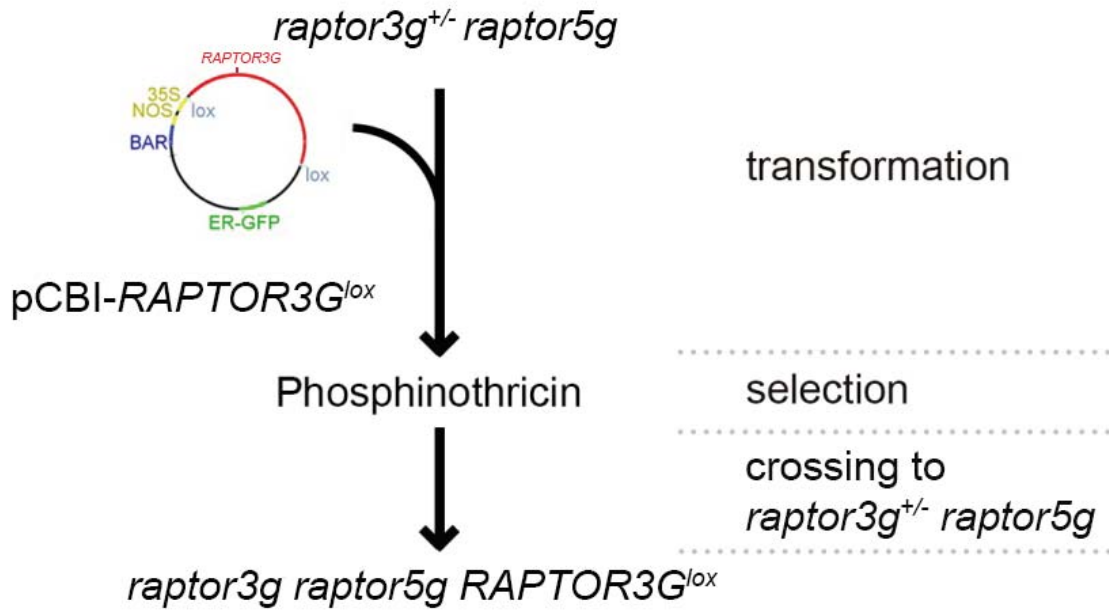 raptor3g+/- raptor5g
RAPTOR3G
35S
NOS
lox
BAR
lox
ER-GFP
transformation
pCBI-RAPTOR3Glox
Phosphinothricin
selection
crossing to
raptor3g+/- raptor5g
raptor3g raptor5g RAPTOR3Glox